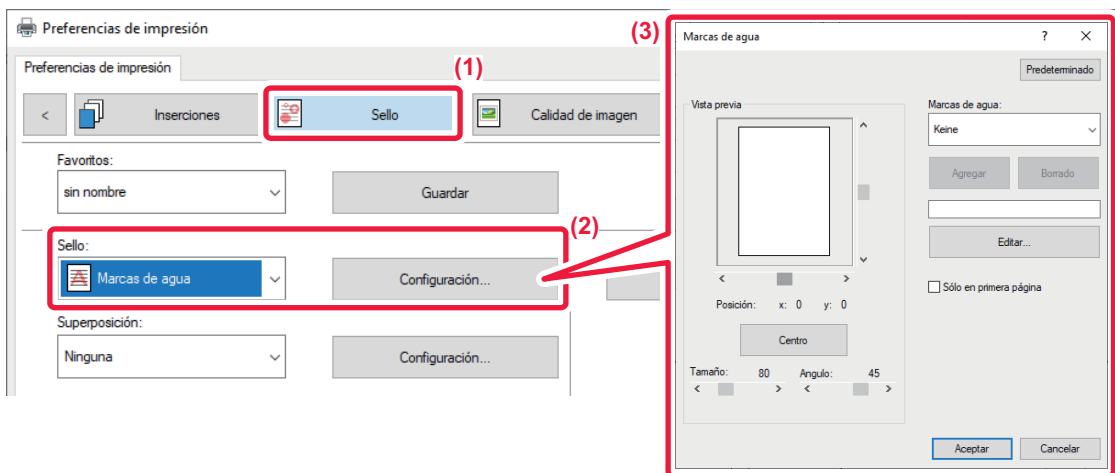 Preferencias de impresión
Preferencias de impresión
(1)
<
Inserciones
Sello
Calidad de imagen
Favoritos:
sin nombre
Guardar
(2)
Sello:
Marcas de agua
Configuración...
Superposición:
Ninguna
Configuración...
(3)
Marcas de agua
?
Predeterminado
Vista previa
Marcas de agua:
Keine
Agregar
Borrado
Editar...
Sólo en primera página
Posición: x: 0 y: 0
Centro
Tamaño: 80 Angulo: 45
Aceptar
Cancelar